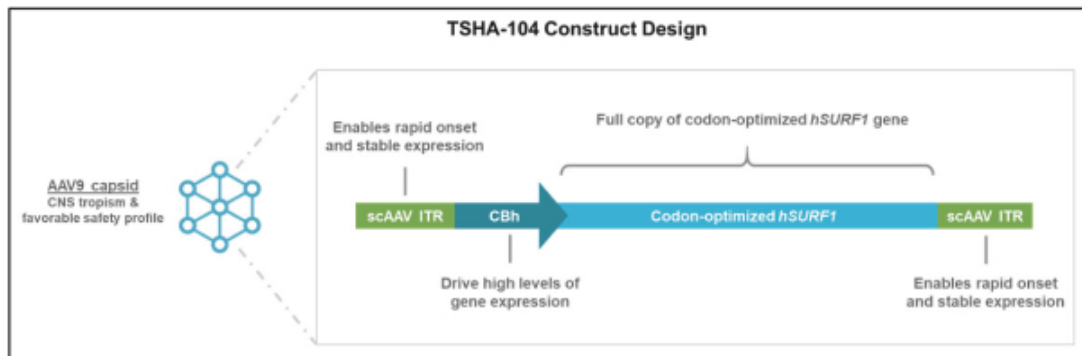 TSHA-104 Construct Design
Enables rapid onset
and stable expression
Full copy of codon-optimized hSURF1 gene
AAV9 capsid
CNS tropism &
favorable safety profile
scAAV ITR
CBh
Codon-optimized hSURF1
scAAV ITR
Drive high levels of
gene expression
Enables rapid onset
and stable expression